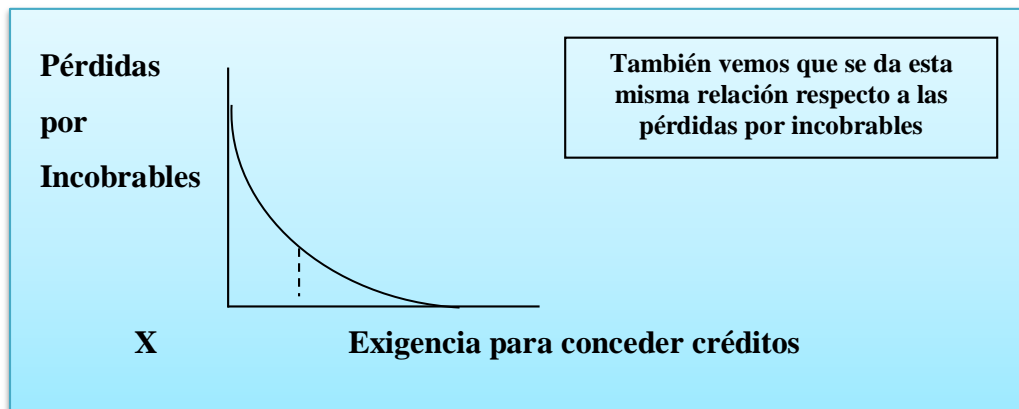 Pérdidas
por
Incobrables
También vemos que se da esta
misma relación respecto a las
pérdidas por incobrables
X
Exigencia para conceder créditos